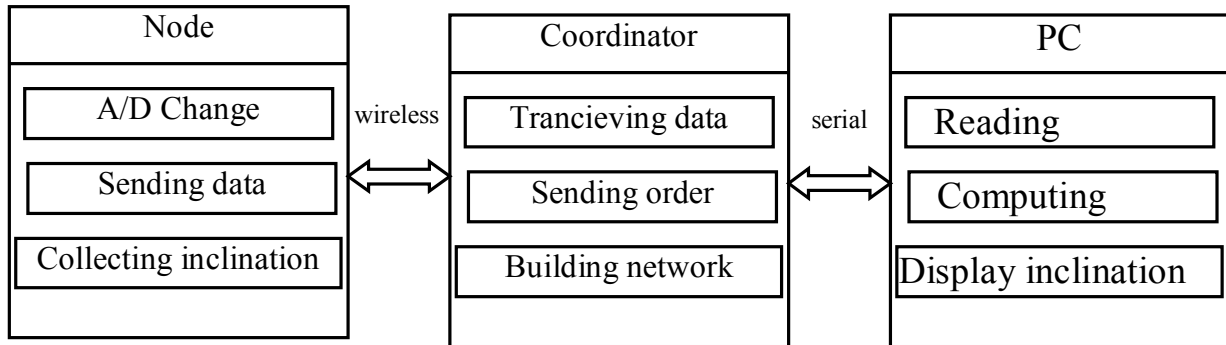 Node
A/D Change
Sending data
Collecting inclination
wireless
Coordinator
Trancieving data
Sending order
Building network
serial
PC
Reading
Computing
Display inclination